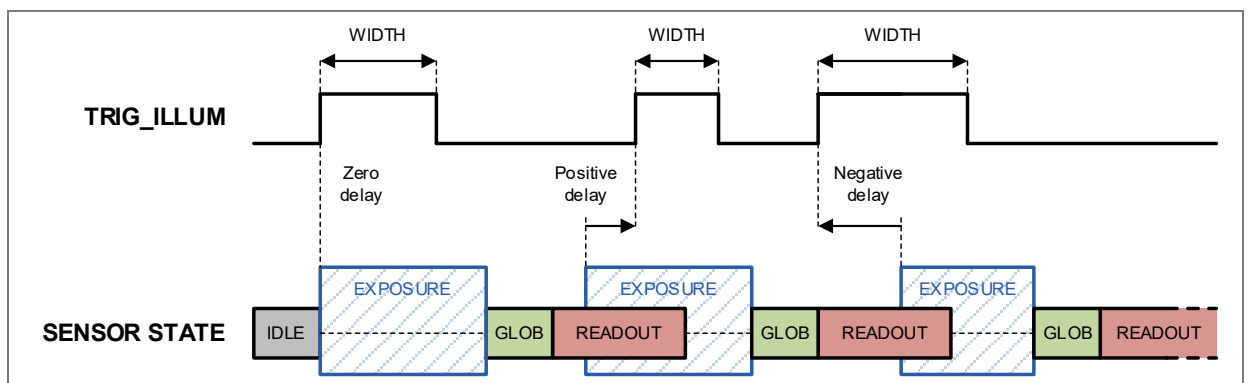 WIDTH WIDTH WIDTH
TRIG_ILLUM
Zero Positive Negative
delay delay delay
EXPOSURE EXPOSURE EXPOSURE
SENSOR STATE IDLE GLOB READOUT GLOB READOUT GLOB READOUT